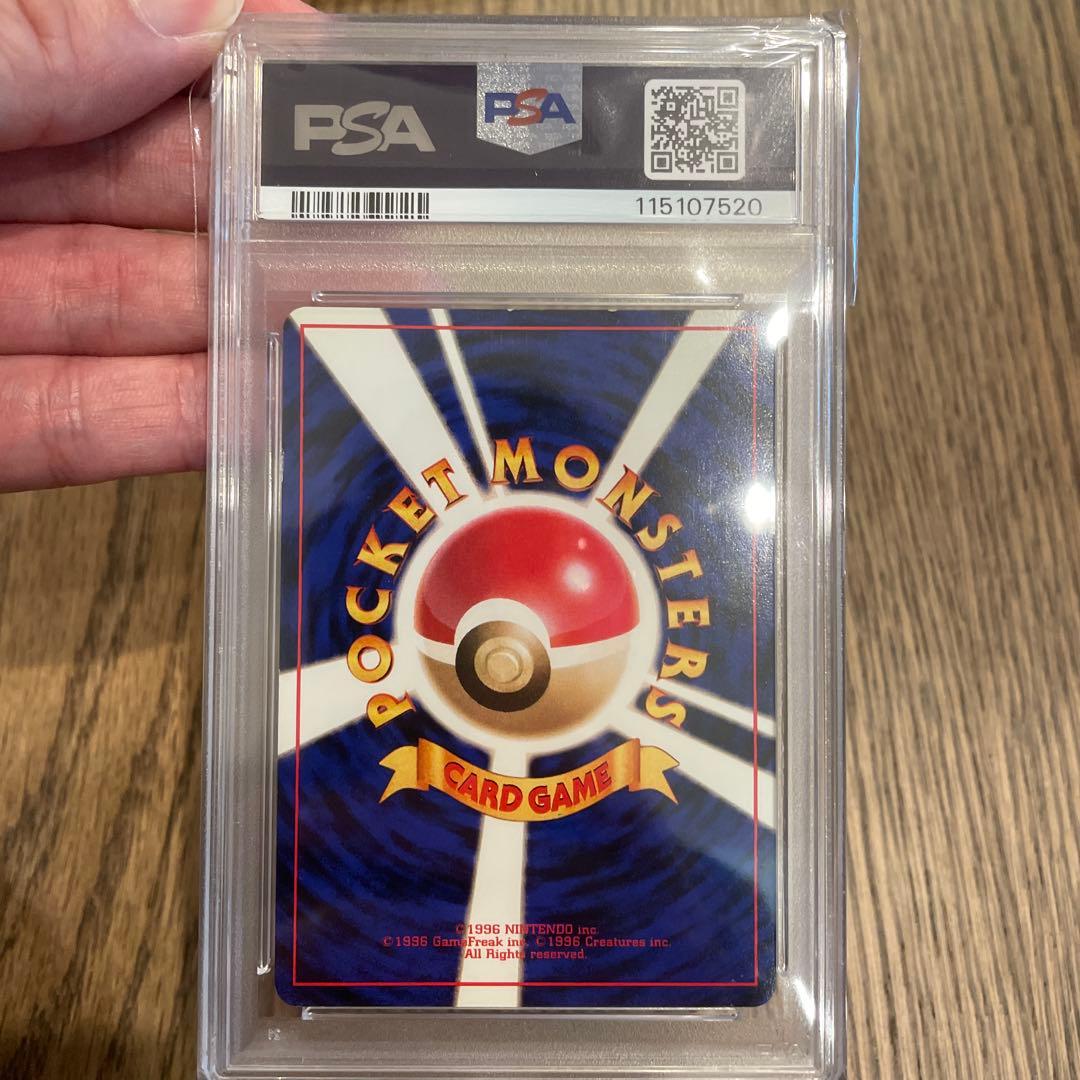 PSA
PSA
115107520
POCKET MONSTERS
CARD GAME
©1996 NINTENDO inc.
©1996 GameFreak inc. ©1996 Creatures inc.
All Rights reserved.